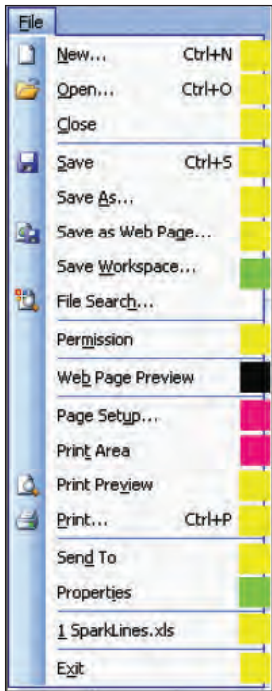 File
New... Ctrl+N
Open... Ctrl+O
Close
Save Ctrl+S
Save As...
Save as Web Page...
Save Workspace...
File Search...
Permission
Web Page Preview
Page Setup...
Print Area
Print Preview
Print... Ctrl+P
Send To
Properties
1 SparkLines.xls
Exit